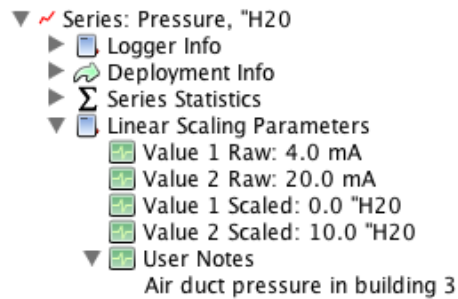 Series: Pressure, "H20
Logger Info
Deployment Info
Series Statistics
Linear Scaling Parameters
Value 1 Raw: 4.0 mA
Value 2 Raw: 20.0 mA
Value 1 Scaled: 0.0 "H20
Value 2 Scaled: 10.0 "H20
User Notes
Air duct pressure in building 3